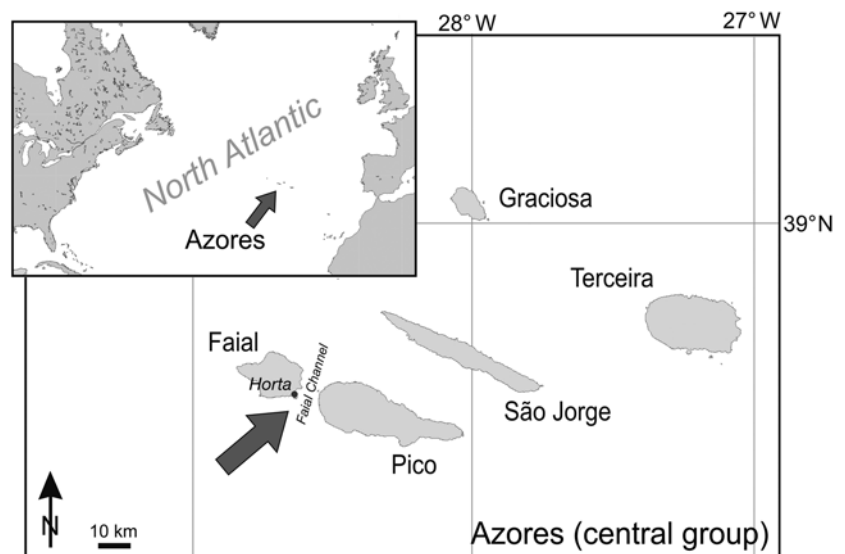 28° W
27° W
North Atlantic
Azores
Graciosa
39°N
Terceira
Faial
Horta
Faial Channel
São Jorge
Pico
N
10 km
Azores (central group)